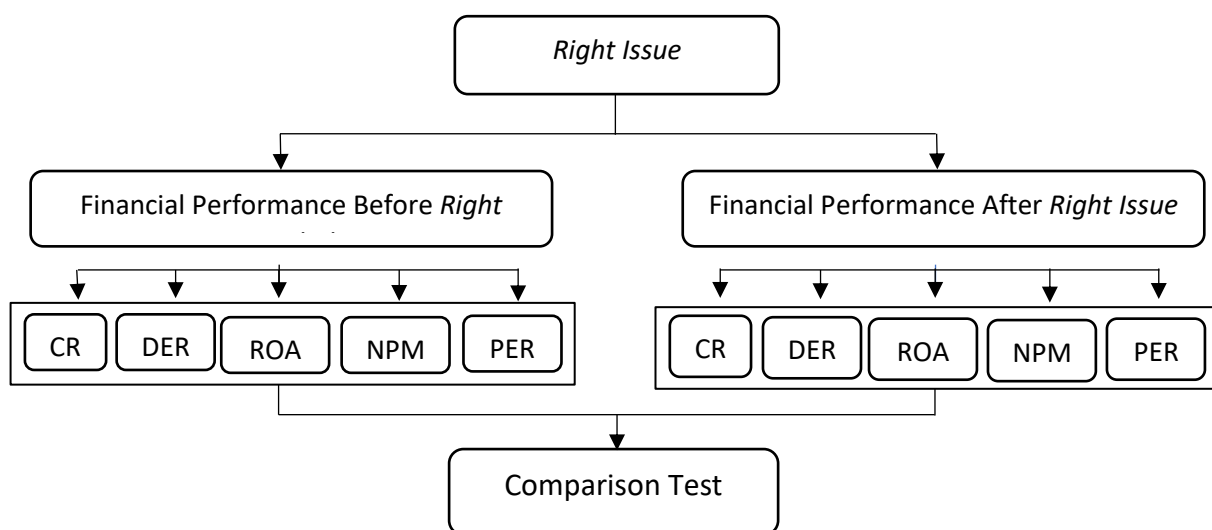 Right Issue
Financial Performance Before Right
Financial Performance After Right Issue
CR DER ROA NPM PER
CR DER ROA NPM PER
Comparison Test